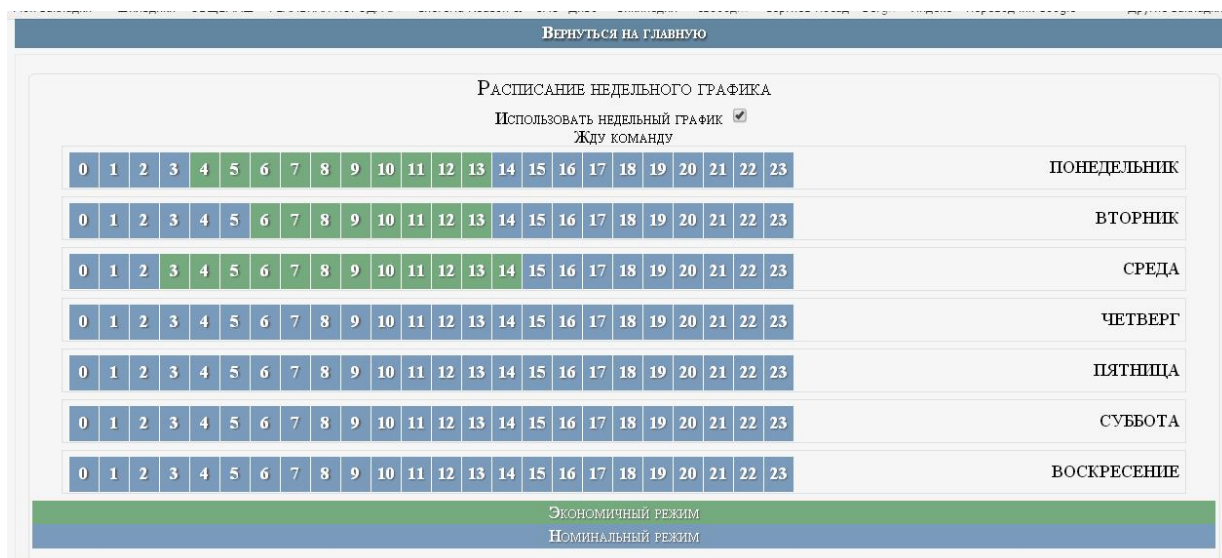 Вернуться на главную
Расписание недельного графика
Использовать недельный график
Жду команду
0 1 2 3 4 5 6 7 8 9 10 11 12 13 14 15 16 17 18 19 20 21 22 23 ПОНЕДЕЛЬНИК
0 1 2 3 4 5 6 7 8 9 10 11 12 13 14 15 16 17 18 19 20 21 22 23 ВТОРНИК
0 1 2 3 4 5 6 7 8 9 10 11 12 13 14 15 16 17 18 19 20 21 22 23 СРЕДА
0 1 2 3 4 5 6 7 8 9 10 11 12 13 14 15 16 17 18 19 20 21 22 23 ЧЕТВЕРГ
0 1 2 3 4 5 6 7 8 9 10 11 12 13 14 15 16 17 18 19 20 21 22 23 ПЯТНИЦА
0 1 2 3 4 5 6 7 8 9 10 11 12 13 14 15 16 17 18 19 20 21 22 23 СУББОТА
0 1 2 3 4 5 6 7 8 9 10 11 12 13 14 15 16 17 18 19 20 21 22 23 ВОСКРЕСЕНИЕ
Экономичный режим
Номинальный режим